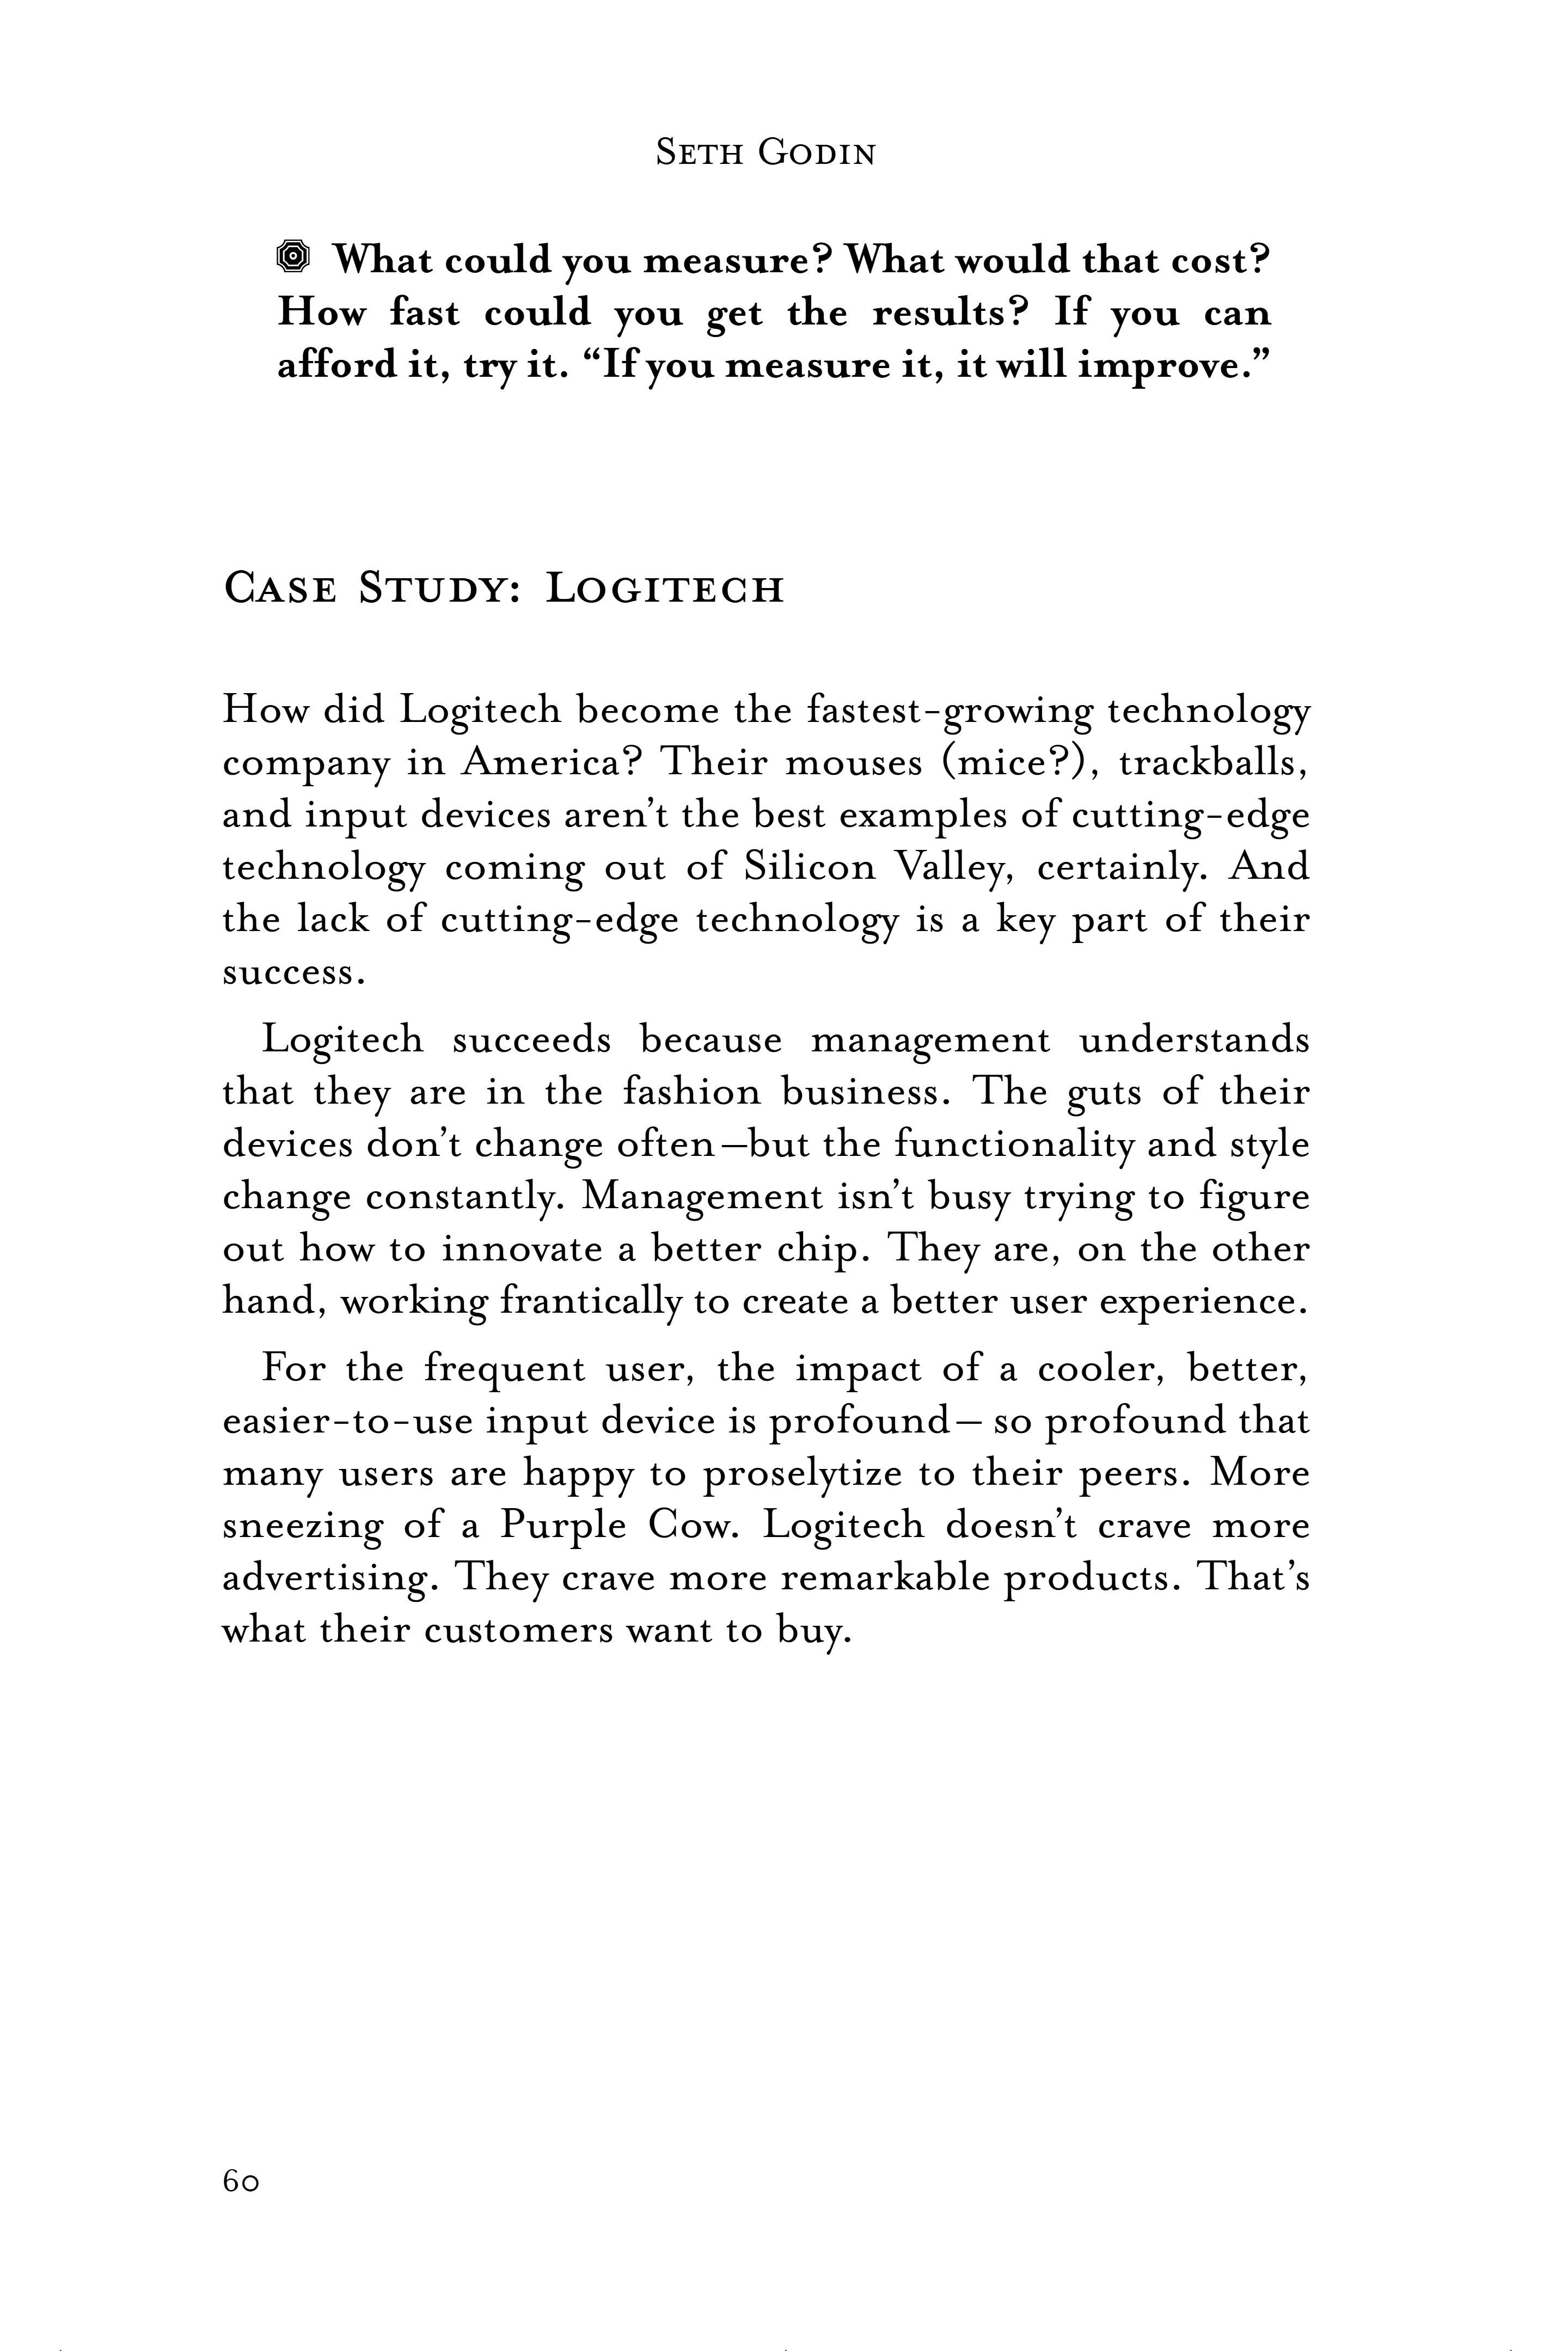 Seth Godin
What could you measure? What would that cost?
How fast could you get the results? If you can
afford it, try it. “If you measure it, it will improve.”
Case Study: Logitech
How did Logitech become the fastest-growing technology
company in America? Their mouses (mice?), trackballs,
and input devices aren’t the best examples of cutting-edge
technology coming out of Silicon Valley, certainly. And
the lack of cutting-edge technology is a key part of their
success.
Logitech succeeds because management understands
that they are in the fashion business. The guts of their
devices don’t change often—but the functionality and style
change constantly. Management isn’t busy trying to figure
out how to innovate a better chip. They are, on the other
hand, working frantically to create a better user experience.
For the frequent user, the impact of a cooler, better,
easier-to-use input device is profound— so profound that
many users are happy to proselytize to their peers. More
sneezing of a Purple Cow. Logitech doesn’t crave more
advertising. They crave more remarkable products. That’s
what their customers want to buy.
60